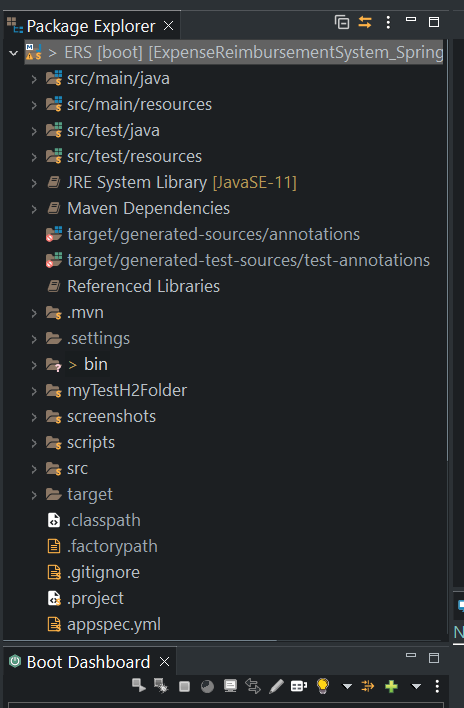 Package Explorer
> ERS [boot] [ExpenseReimbursementSystem_Spring
src/main/java
src/main/resources
src/test/java
src/test/resources
JRE System Library [JavaSE-11]
Maven Dependencies
target/generated-sources/annotations
target/generated-test-sources/test-annotations
Referenced Libraries
.mvn
.settings
> bin
myTestH2Folder
screenshots
scripts
src
target
.classpath
.factorypath
.gitignore
.project
appspec.yml
N
Boot Dashboard